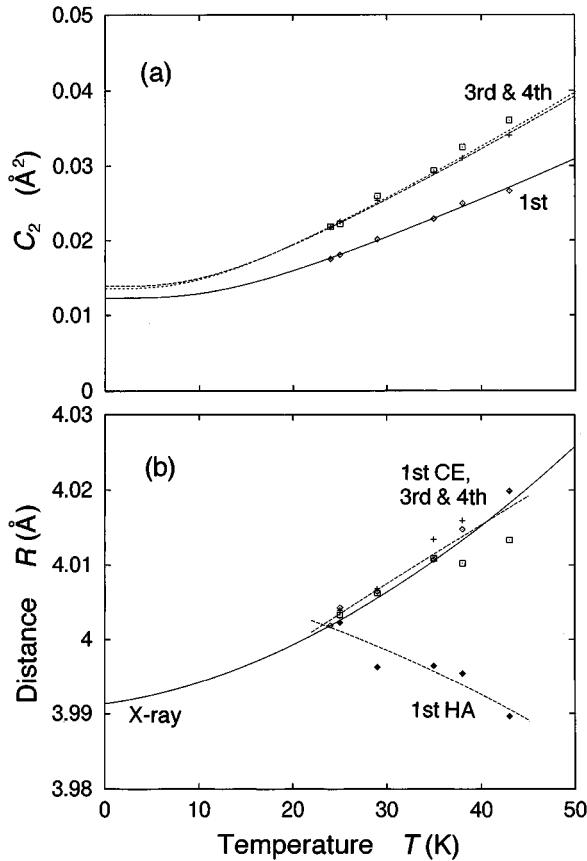 0.05
(a)
0.04
3rd & 4th
C₂ (Å²)
0.03
1st
0.02
0.01
0
4.03
(b)
4.02
1st CE,
3rd & 4th
Distance R (Å)
4.01
4
3.99
X-ray
1st HA
3.98
0 10 20 30 40 50
Temperature T (K)